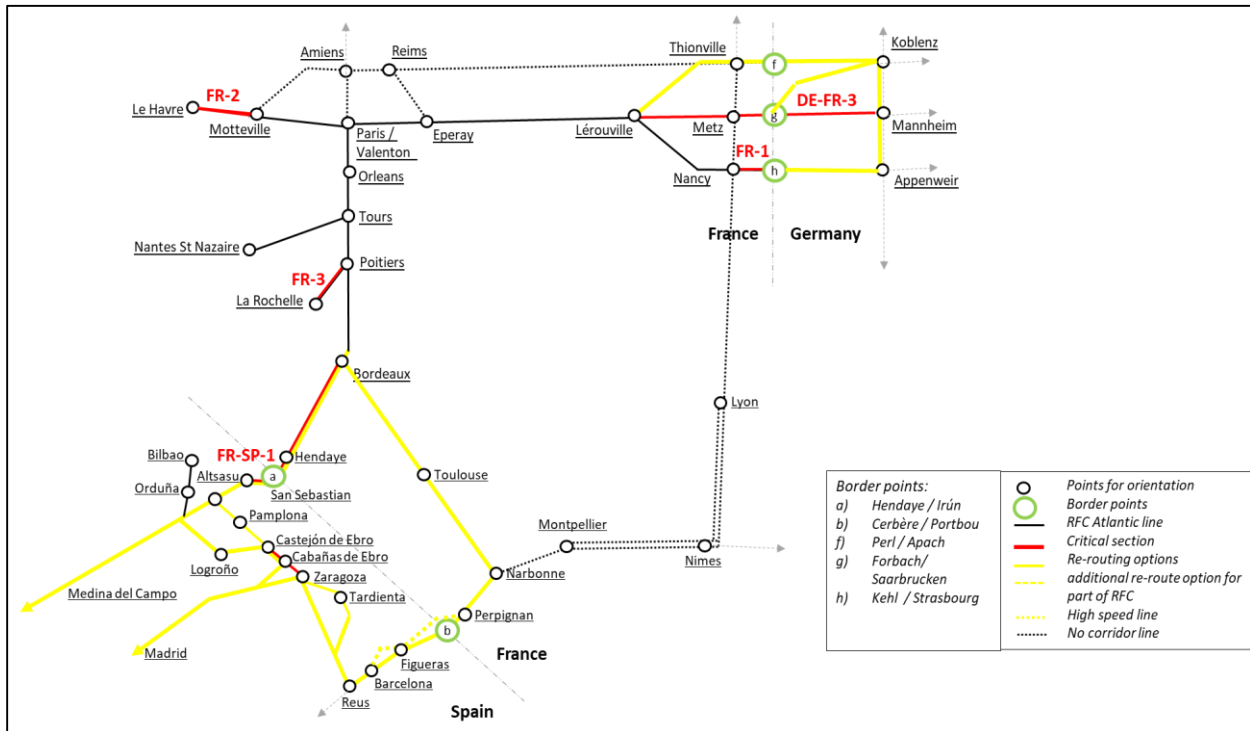 Amiens
Reims
Thionville
Koblenz
f
Le Havre
FR-2
Motteville
Paris /
Valenton
Eperay
Lérouville
Metz
g
DE-FR-3
Mannheim
FR-1
Nancy
h
Appenweir
Orleans
Tours
Nantes St Nazaire
France
Germany
Poitiers
FR-3
La Rochelle
Bordeaux
Lyon
Bilbao
FR-SP-1
Hendaye
Altsasu
a
Orduña
San Sebastian
Toulouse
Pamplona
Montpellier
Castejón de Ebro
Cabañas de Ebro
Nimes
Logroño
Zaragoza
Narbonne
Medina del Campo
Tardienta
Perpignan
b
Madrid
Figueras
France
Barcelona
Reus
Spain
Border points:
a) Hendaye / Irún
b) Cerbère / Portbou
f) Perl / Apach
g) Forbach/
Saarbrucken
h) Kehl / Strasbourg
Points for orientation
Border points
RFC Atlantic line
Critical section
Re-routing options
additional re-route option for
part of RFC
High speed line
No corridor line